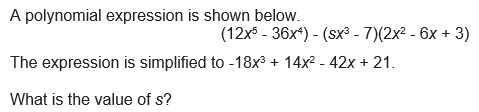 A polynomial expression is shown below.
(12x⁵ - 36x⁴) - (sx³ - 7)(2x² - 6x + 3)
The expression is simplified to -18x³ + 14x² - 42x + 21.
What is the value of s?